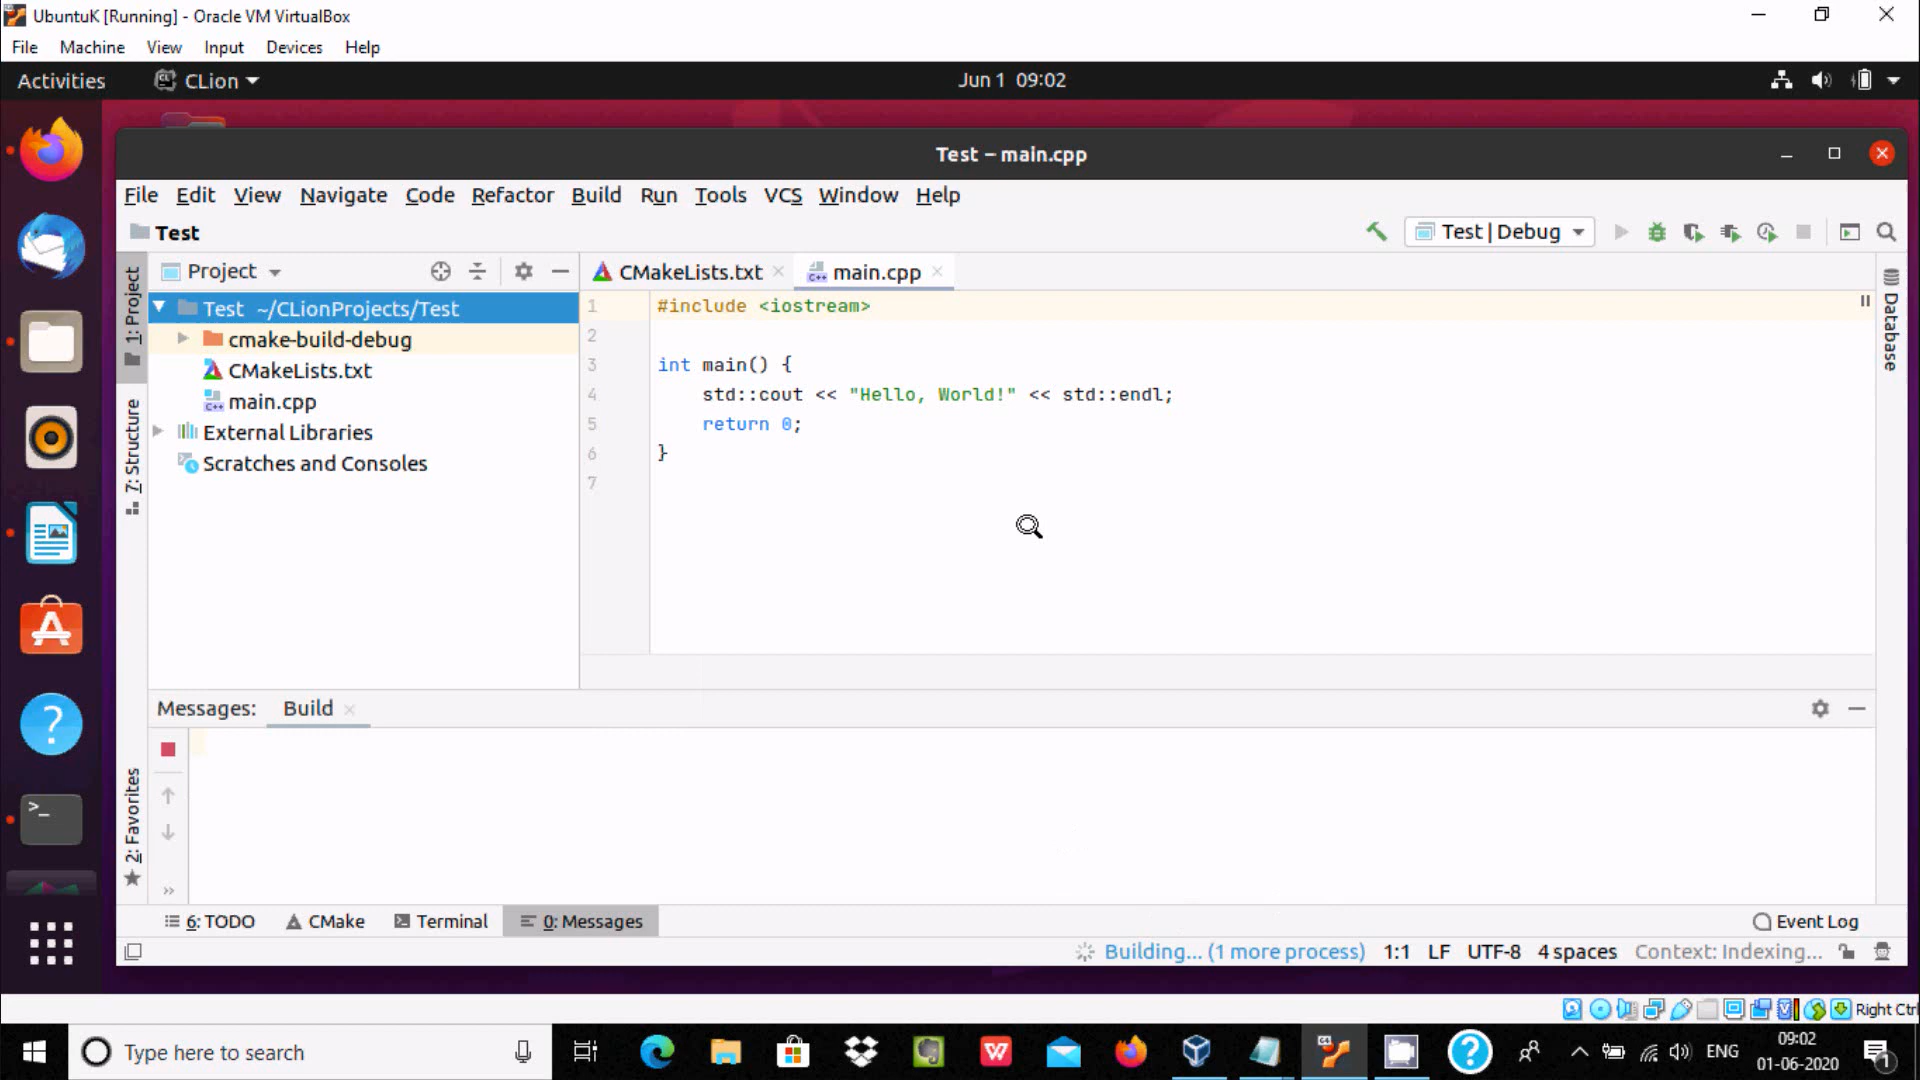 UbuntuK [Running] - Oracle VM VirtualBox
File Machine View Input Devices Help
Activities CLion Jun 1 09:02
Test – main.cpp
File Edit View Navigate Code Refactor Build Run Tools VCS Window Help
Test
Test | Debug
1: Project
7: Structure
2: Favorites
Project
Test ~/CLionProjects/Test
cmake-build-debug
CMakeLists.txt
main.cpp
External Libraries
Scratches and Consoles
CMakeLists.txt main.cpp
1 #include <iostream>
2
3 int main() {
4 std::cout << "Hello, World!" << std::endl;
5 return 0;
6 }
7
Database
Messages: Build
6: TODO CMake Terminal 0: Messages Event Log
Building... (1 more process) 1:1 LF UTF-8 4 spaces Context: Indexing...
Right Ctrl
Type here to search
ENG
09:02
01-06-2020
1